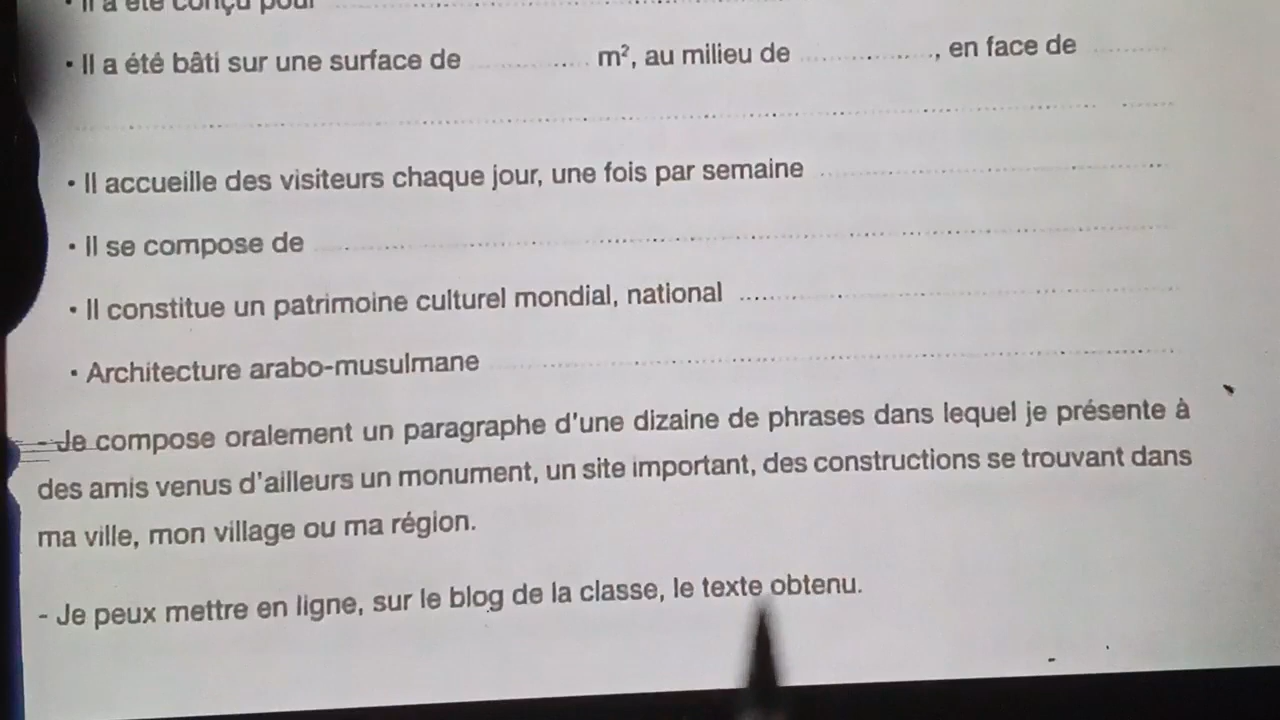 • Il a été conçu pour ............
• Il a été bâti sur une surface de ............ m², au milieu de ............, en face de ............
............
• Il accueille des visiteurs chaque jour, une fois par semaine ............
• Il se compose de ............
• Il constitue un patrimoine culturel mondial, national ............
• Architecture arabo-musulmane ............
- Je compose oralement un paragraphe d'une dizaine de phrases dans lequel je présente à
des amis venus d'ailleurs un monument, un site important, des constructions se trouvant dans
ma ville, mon village ou ma région.
- Je peux mettre en ligne, sur le blog de la classe, le texte obtenu.